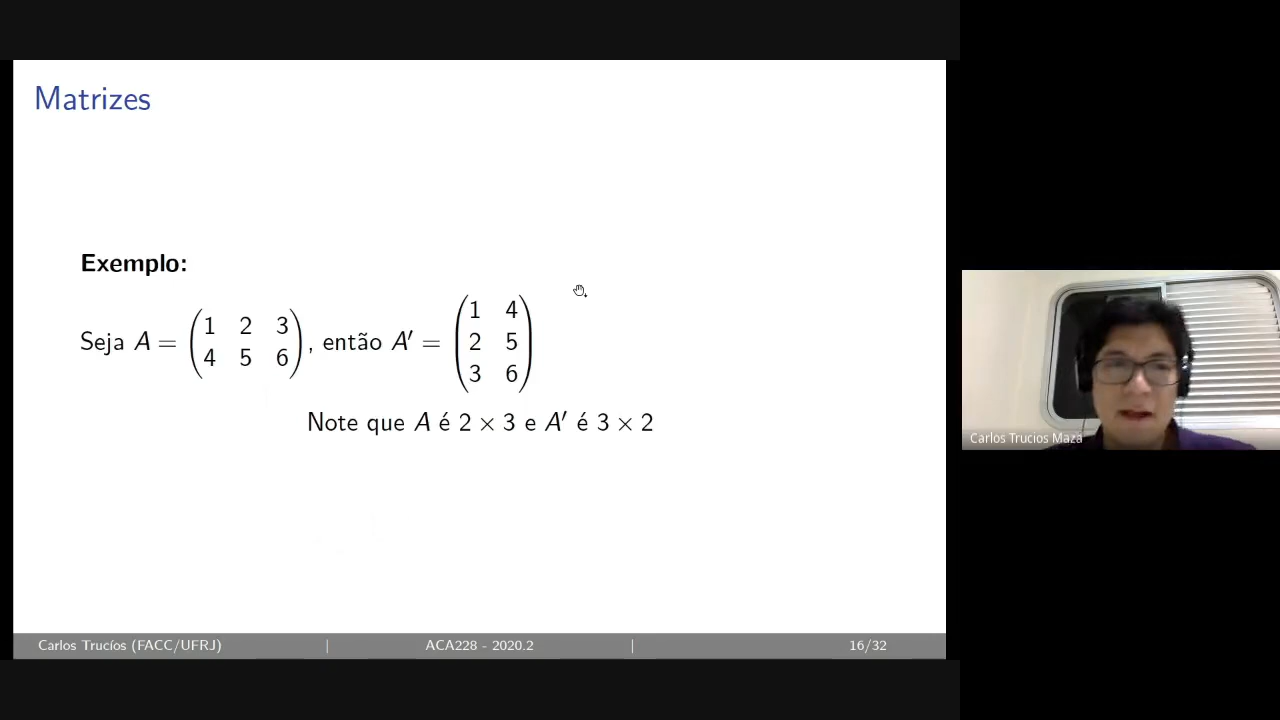 Matrizes
Exemplo:
Seja A = (1 2 3
4 5 6), então A′ = (1 4
2 5
3 6)
Note que A é 2 × 3 e A′ é 3 × 2
Carlos Trucíos (FACC/UFRJ) | ACA228 - 2020.2 | 16/32
Carlos Trucios Maza